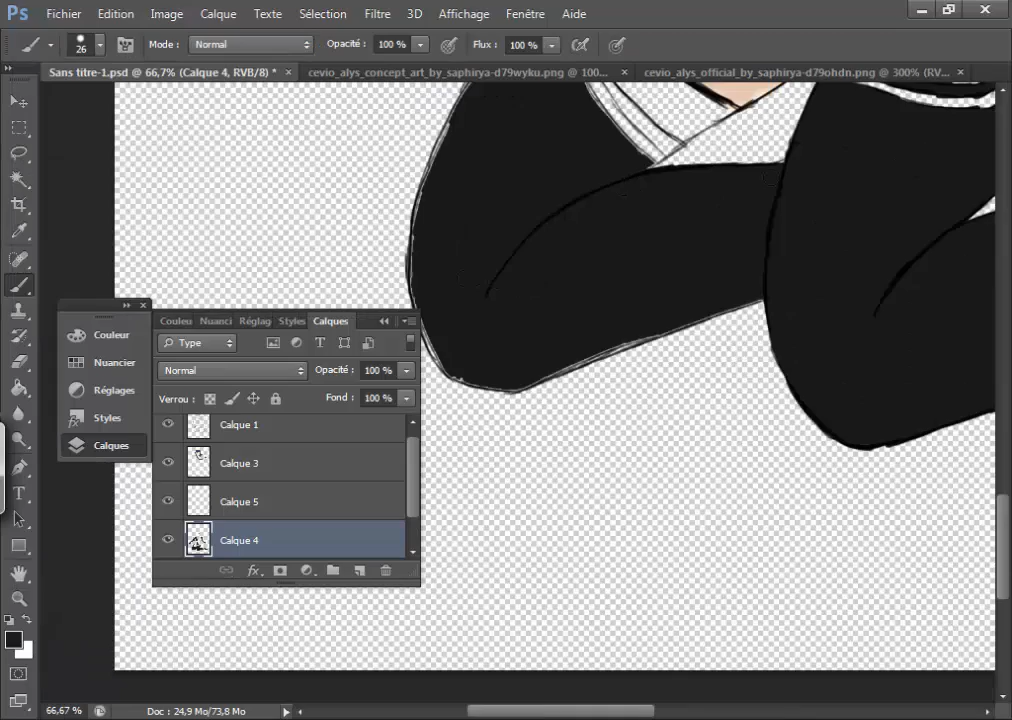 Ps Fichier Edition Image Calque Texte Sélection Filtre 3D Affichage Fenêtre Aide
26 Mode : Normal Opacité : 100 % Flux : 100 %
Sans titre-1.psd @ 66,7% (Calque 4, RVB/8) * × cevio_alys_concept_art_by_saphirya-d79wyku.png @ 100... × cevio_alys_official_by_saphirya-d79ohdn.png @ 300% (RV... ×
Couleur
Nuancier
Réglages
Styles
Calques
Couleu Nuanci Réglag Styles Calques
Type
Normal Opacité : 100 %
Verrou : Fond : 100 %
Calque 1
Calque 3
Calque 5
Calque 4
fx
66,67 % Doc : 24,9 Mo/73,8 Mo